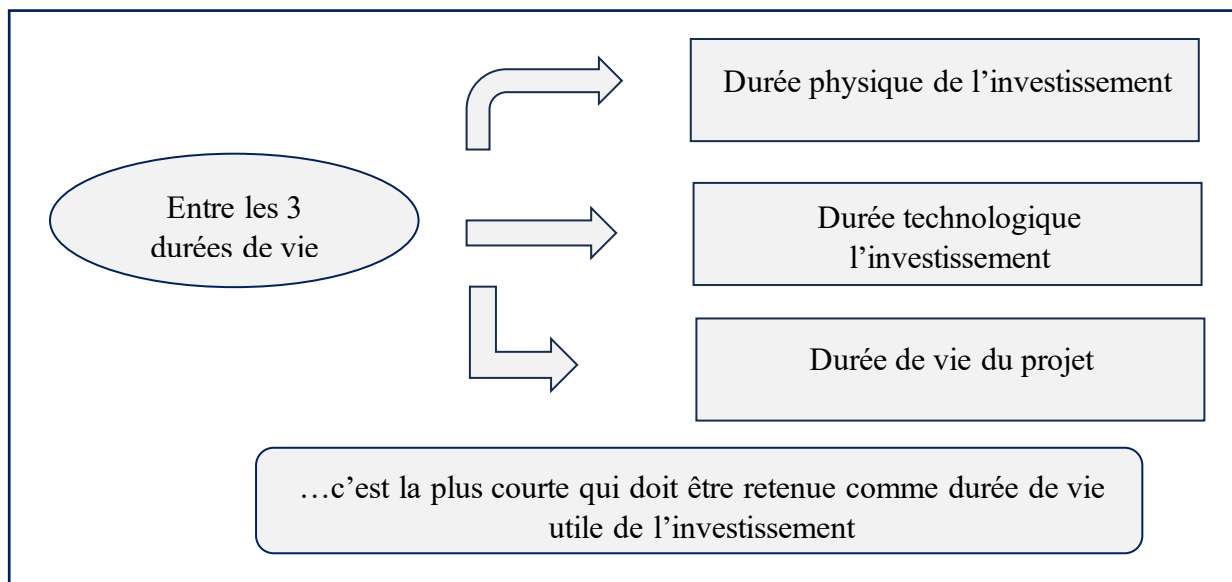 Durée physique de l’investissement
Entre les 3
durées de vie
Durée technologique
l’investissement
Durée de vie du projet
…c’est la plus courte qui doit être retenue comme durée de vie
utile de l’investissement